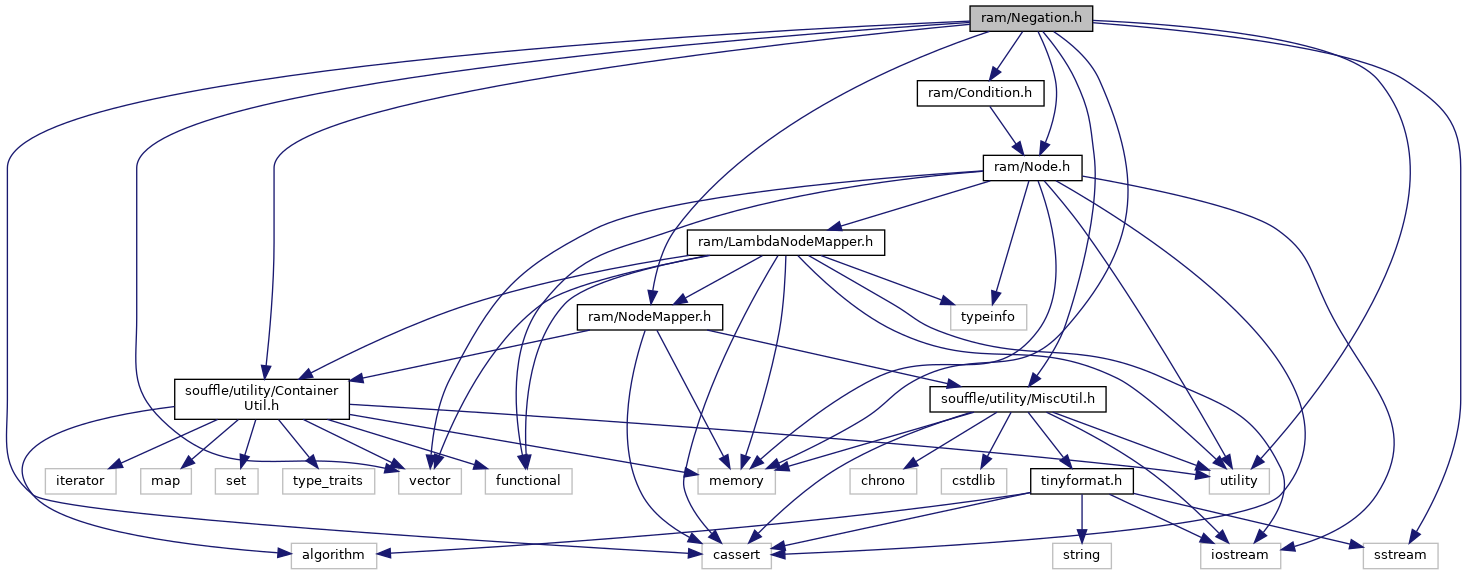 ram/Negation.h
ram/Condition.h
ram/Node.h
ram/LambdaNodeMapper.h
ram/NodeMapper.h
typeinfo
souffle/utility/Container
Util.h
souffle/utility/MiscUtil.h
iterator
map
set
type_traits
vector
functional
memory
chrono
cstdlib
tinyformat.h
utility
algorithm
cassert
string
iostream
sstream